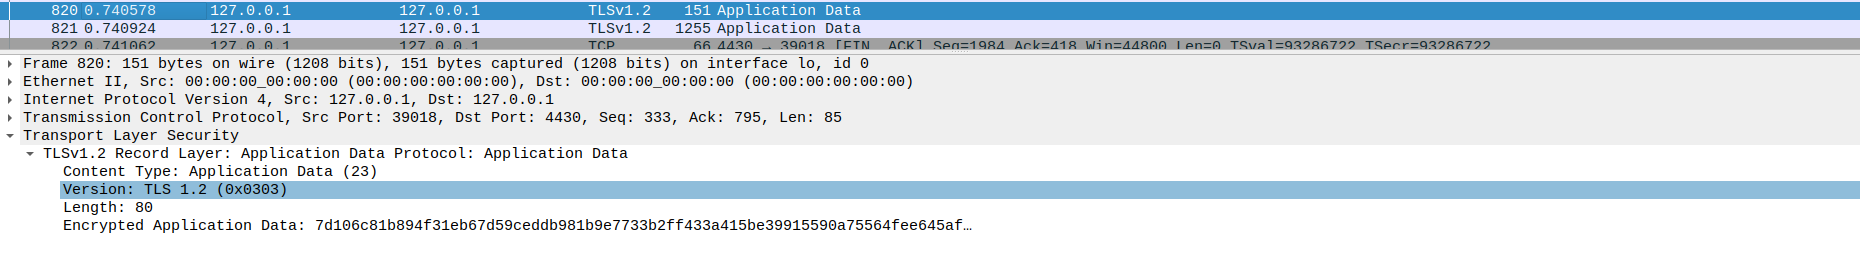 820 0.740578 127.0.0.1 127.0.0.1 TLSv1.2 151 Application Data
821 0.740924 127.0.0.1 127.0.0.1 TLSv1.2 1255 Application Data
822 0.741062 127.0.0.1 127.0.0.1 TCP 66 4430 → 39018 [FIN, ACK] Seq=1984 Ack=418 Win=44800 Len=0 TSval=93286722 TSecr=93286722
Frame 820: 151 bytes on wire (1208 bits), 151 bytes captured (1208 bits) on interface lo, id 0
Ethernet II, Src: 00:00:00_00:00:00 (00:00:00:00:00:00), Dst: 00:00:00_00:00:00 (00:00:00:00:00:00)
Internet Protocol Version 4, Src: 127.0.0.1, Dst: 127.0.0.1
Transmission Control Protocol, Src Port: 39018, Dst Port: 4430, Seq: 333, Ack: 795, Len: 85
Transport Layer Security
TLSv1.2 Record Layer: Application Data Protocol: Application Data
Content Type: Application Data (23)
Version: TLS 1.2 (0x0303)
Length: 80
Encrypted Application Data: 7d106c81b894f31eb67d59ceddb981b9e7733b2ff433a415be39915590a75564fee645af…